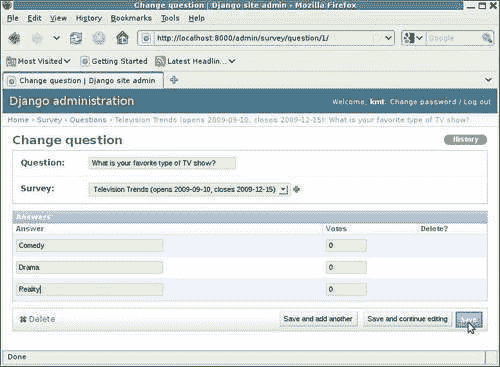 Change question | Django site admin - Mozilla Firefox
File Edit View History Bookmarks Tools Help
http://localhost:8000/admin/survey/question/1/
Google
Most Visited Getting Started Latest Headlin...
Change question | Django site admin
Django administration
Welcome, kmt. Change password / Log out
Home › Survey › Questions › Television Trends (opens 2009-09-10, closes 2009-12-15): What is your favorite type of TV show?
Change question
History
Question: What is your favorite type of TV show?
Survey: Television Trends (opens 2009-09-10, closes 2009-12-15)
Answers
Answer Votes Delete?
Comedy 0
Drama 0
Reality 0
Delete Save and add another Save and continue editing Save
Done